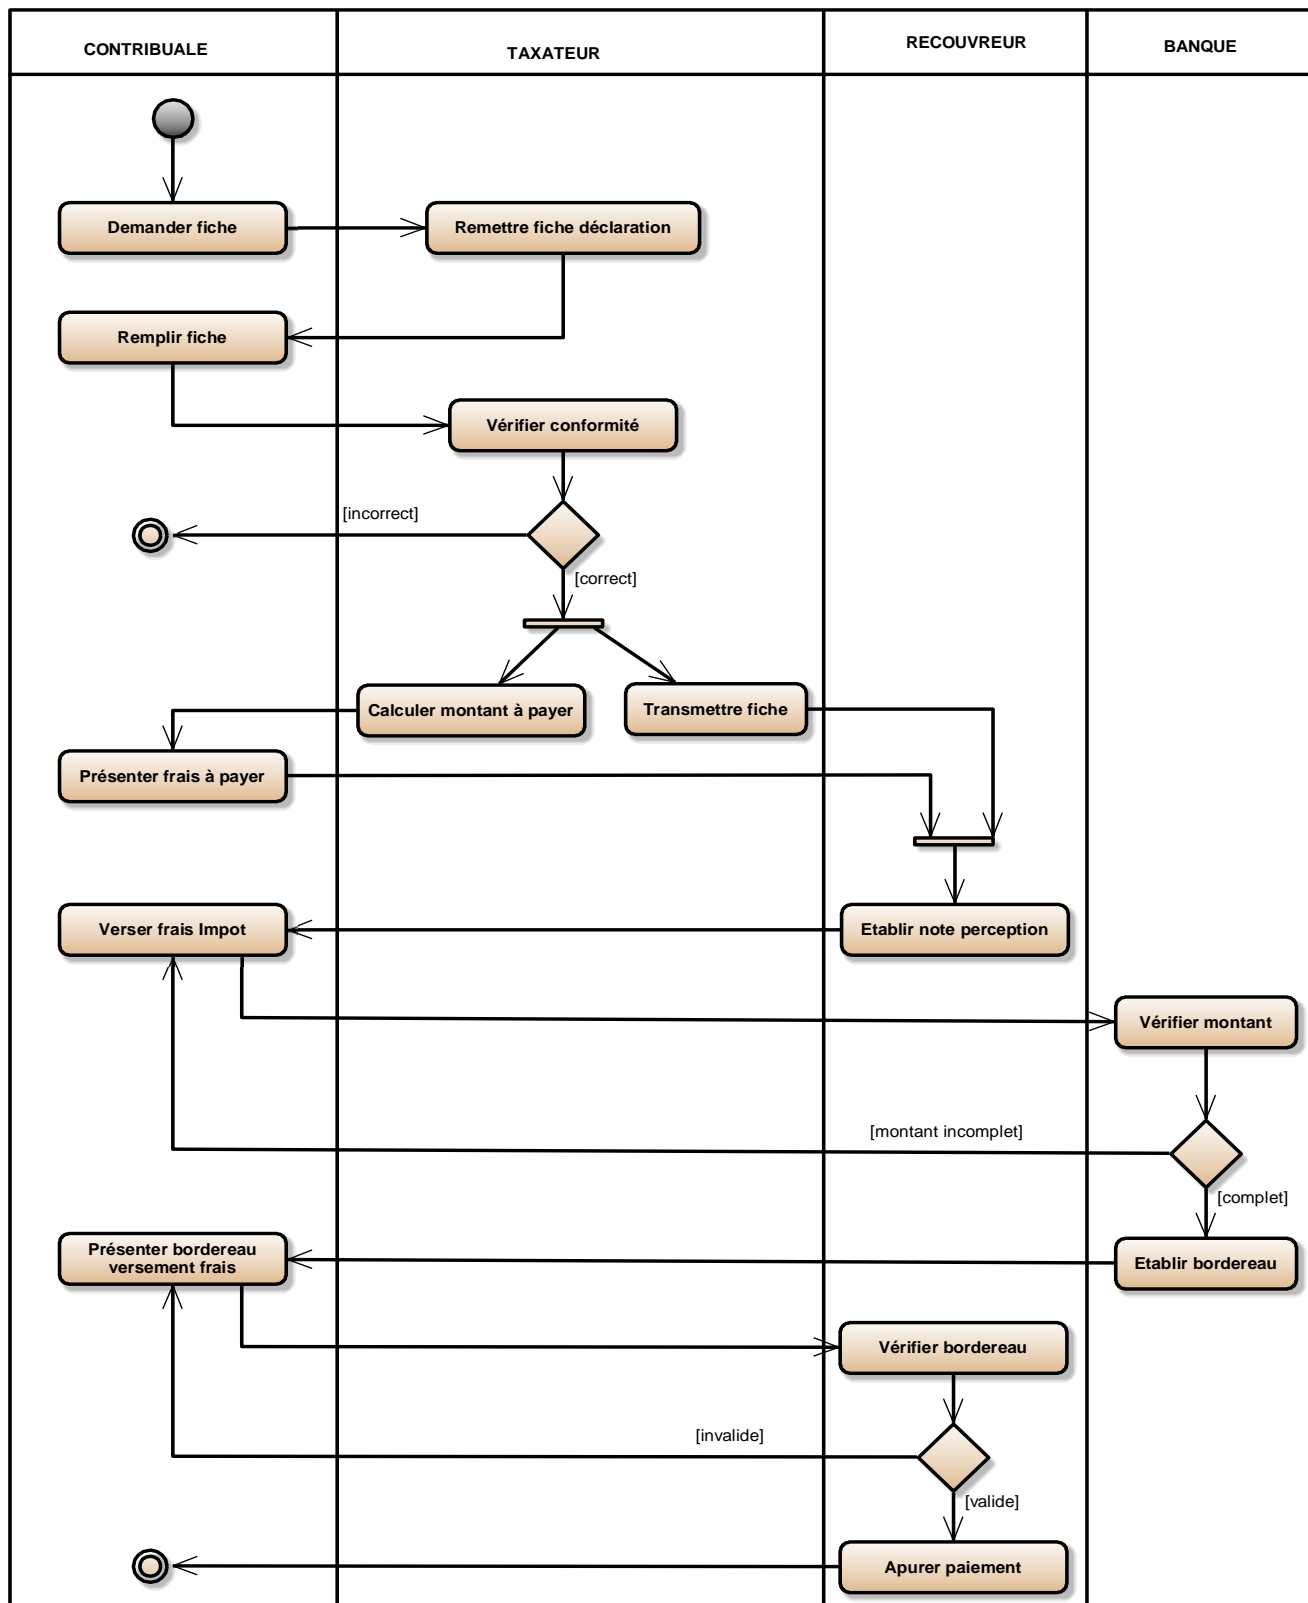 CONTRIBUALE
TAXATEUR
RECOUVREUR
BANQUE
Demander fiche
Remettre fiche déclaration
Remplir fiche
Vérifier conformité
[incorrect]
[correct]
Calculer montant à payer
Transmettre fiche
Présenter frais à payer
Verser frais Impot
Etablir note perception
Vérifier montant
[montant incomplet]
[complet]
Présenter bordereau
versement frais
Etablir bordereau
Vérifier bordereau
[invalide]
[valide]
Apurer paiement